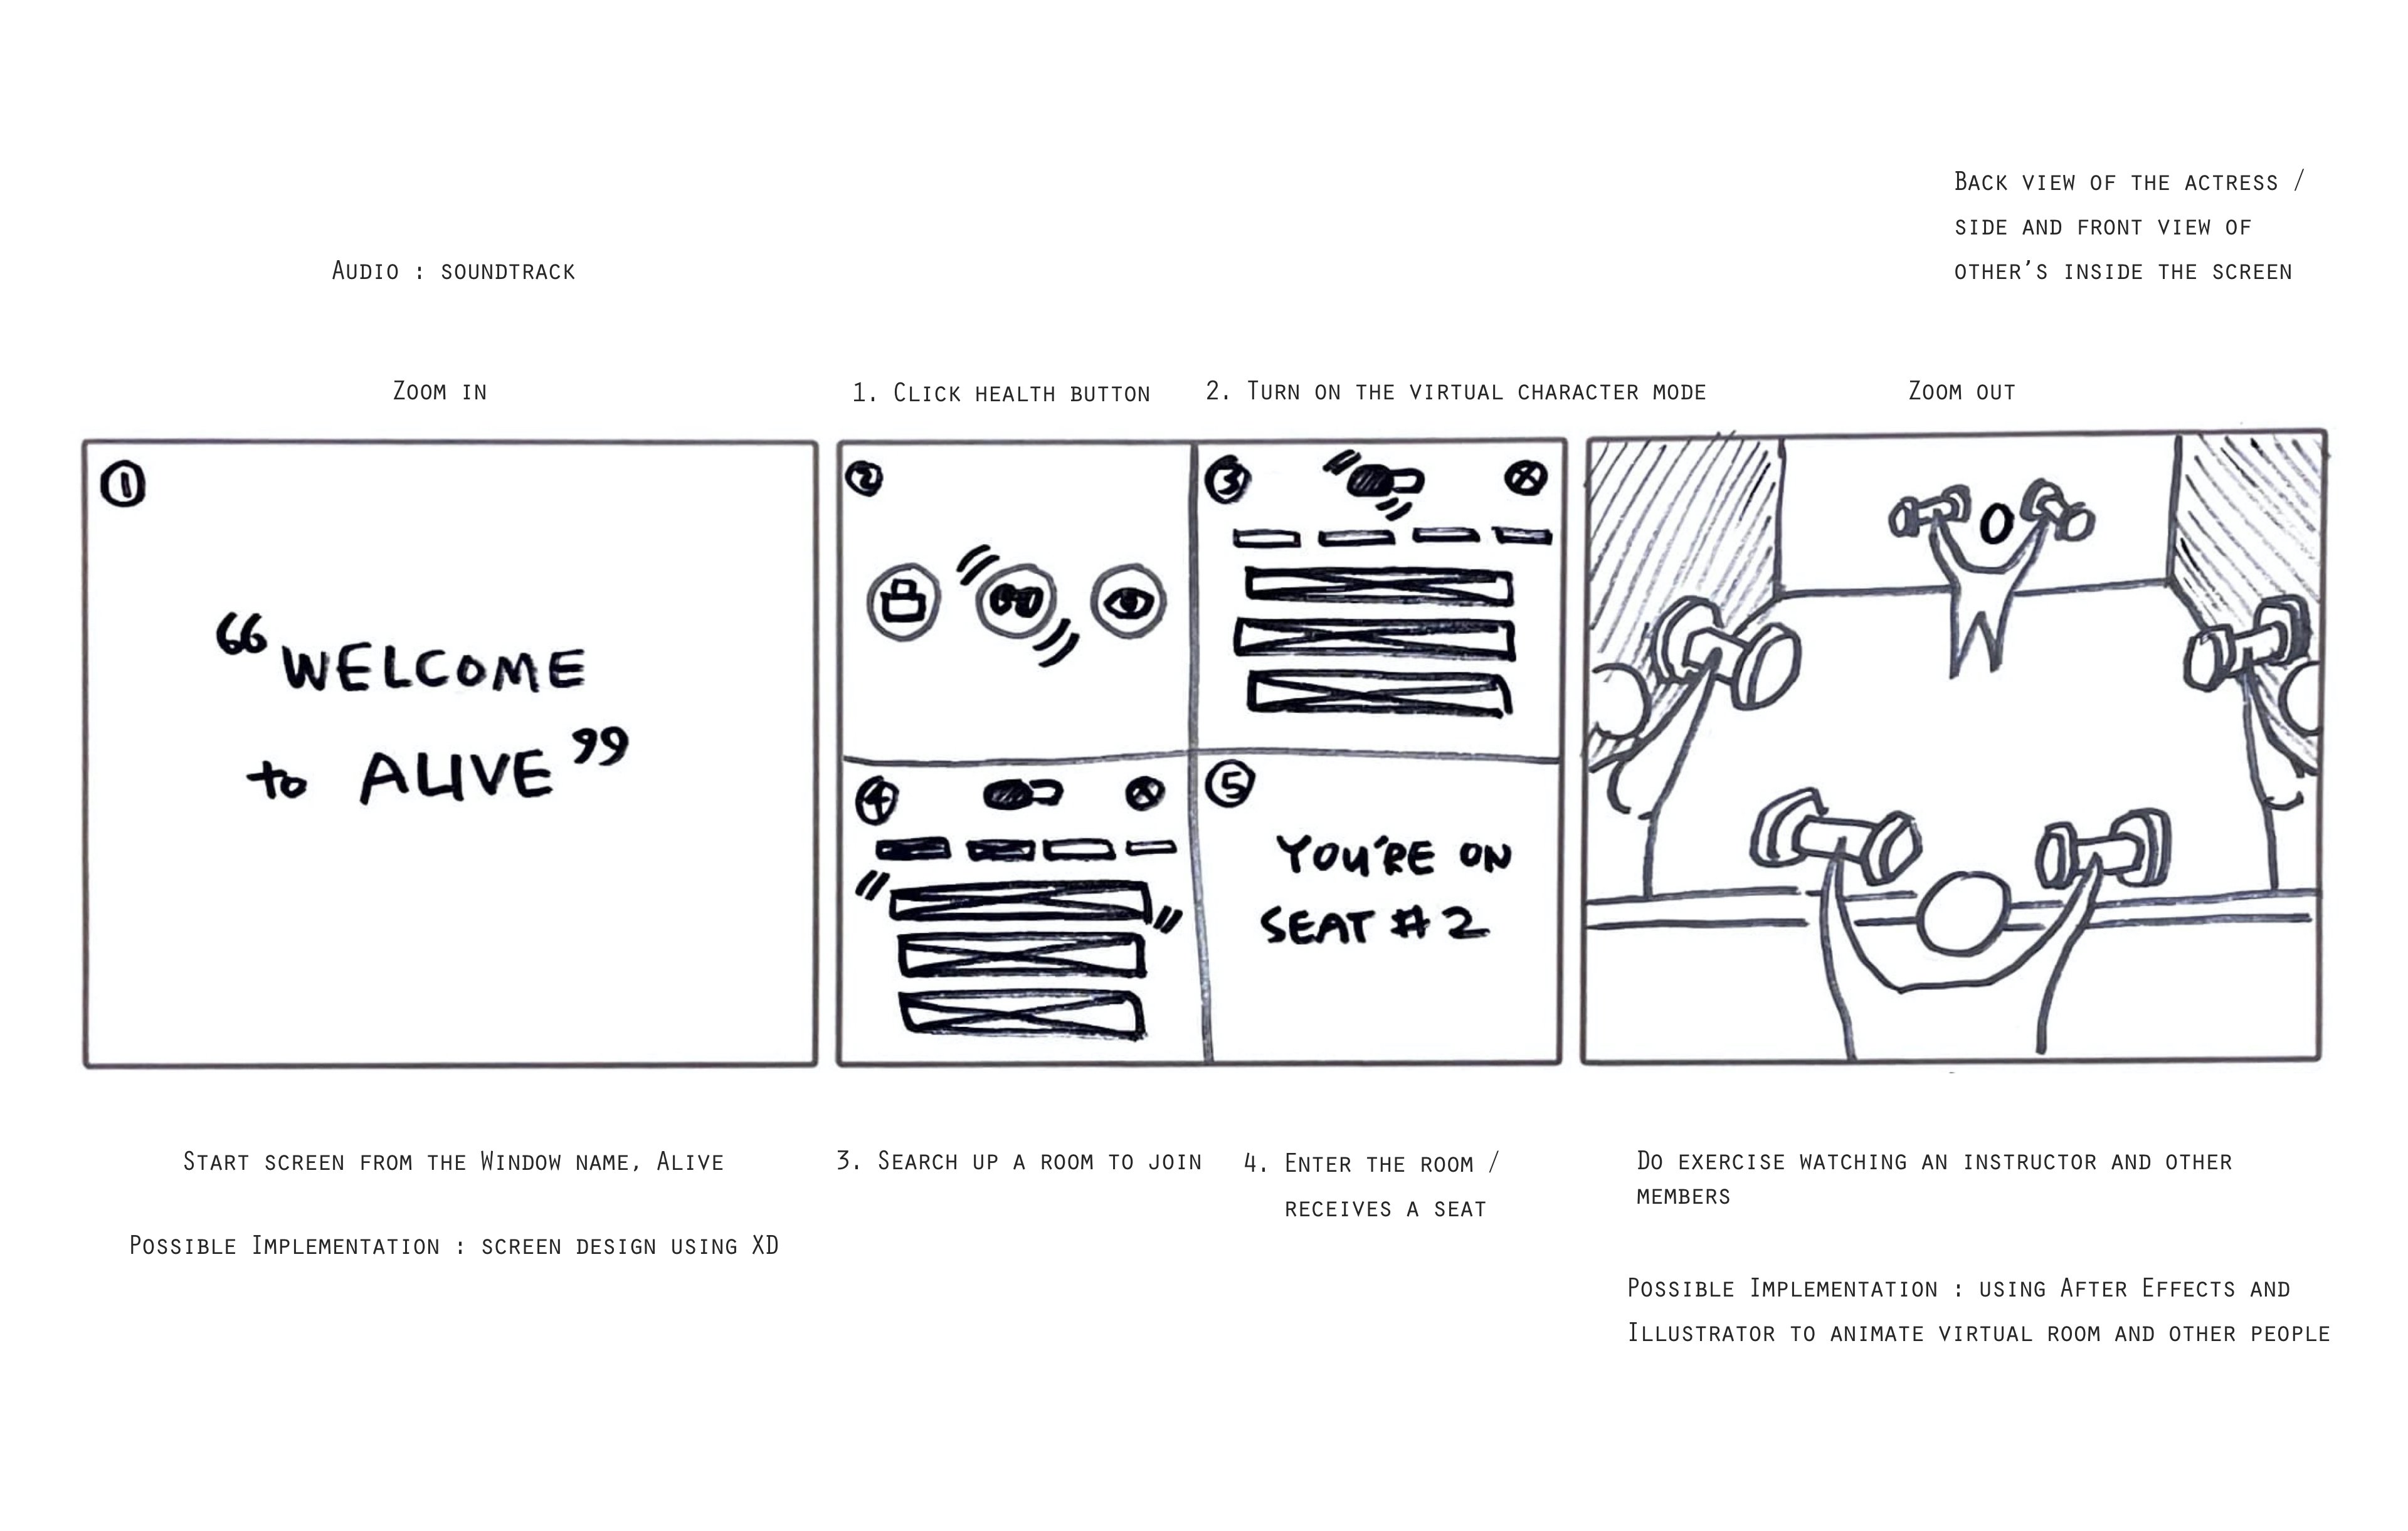 Back view of the actress /
side and front view of
other's inside the screen
Audio : soundtrack
Zoom in
1. Click health button
2. Turn on the virtual character mode
Zoom out
1
“WELCOME
to ALIVE”
2
3
4
5
YOU'RE ON
SEAT #2
Start screen from the Window name, Alive
Possible Implementation : screen design using XD
3. Search up a room to join
4. Enter the room /
receives a seat
Do exercise watching an instructor and other
members
Possible Implementation : using After Effects and
Illustrator to animate virtual room and other people